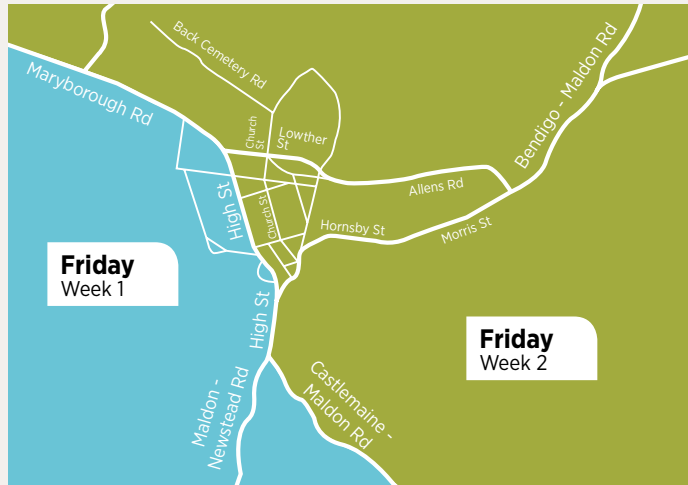 Back Cemetery Rd
Maryborough Rd
Bendigo - Maldon Rd
Church
St
Lowther
St
Allens Rd
High St
Church St
Hornsby St
Morris St
Friday
Week 1
High St
Friday
Week 2
Maldon -
Newstead Rd
Castlemaine -
Maldon Rd